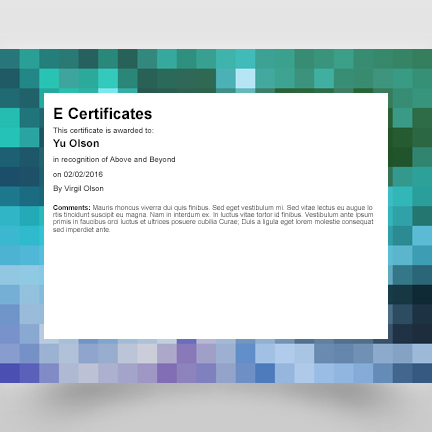 E Certificates
This certificate is awarded to:
Yu Olson
in recognition of Above and Beyond
on 02/02/2016
By Virgil Olson
Comments: Mauris rhoncus viverra dui quis finibus. Sed eget vestibulum mi. Sed vitae lectus eu augue lo
rtis tincidunt suscipit eu magna. Nam in interdum ex. In luctus vitae tortor id finibus. Vestibulum ante ipsum
primis in faucibus orci luctus et ultrices posuere cubilia Curae; Duis a ligula eget lorem molestie consequat
sed imperdiet ante.